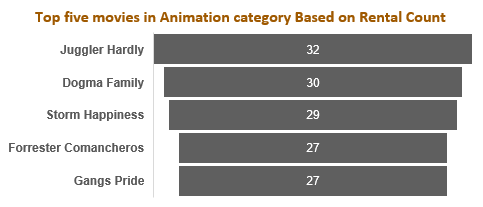 Top five movies in Animation category Based on Rental Count
Juggler Hardly 32
Dogma Family 30
Storm Happiness 29
Forrester Comancheros 27
Gangs Pride 27